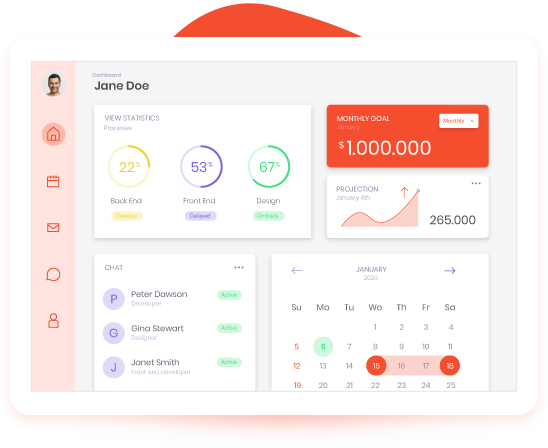 Dashboard
Jane Doe
VIEW STATISTICS
Processes
22%
53%
67%
Back End
Front End
Design
Overdue
Delayed
On track
MONTHLY GOAL
January
Monthly
$1.000.000
PROJECTION
January 4th
265.000
CHAT
P
Peter Dawson
Developer
Active
G
Gina Stewart
Designer
Active
J
Janet Smith
Front end developer
Active
JANUARY
2020
Su Mo Tu We Th Fr Sa
1 2 3 4
5 6 7 8 9 10 11
12 13 14 15 16 17 18
19 20 21 22 23 24 25